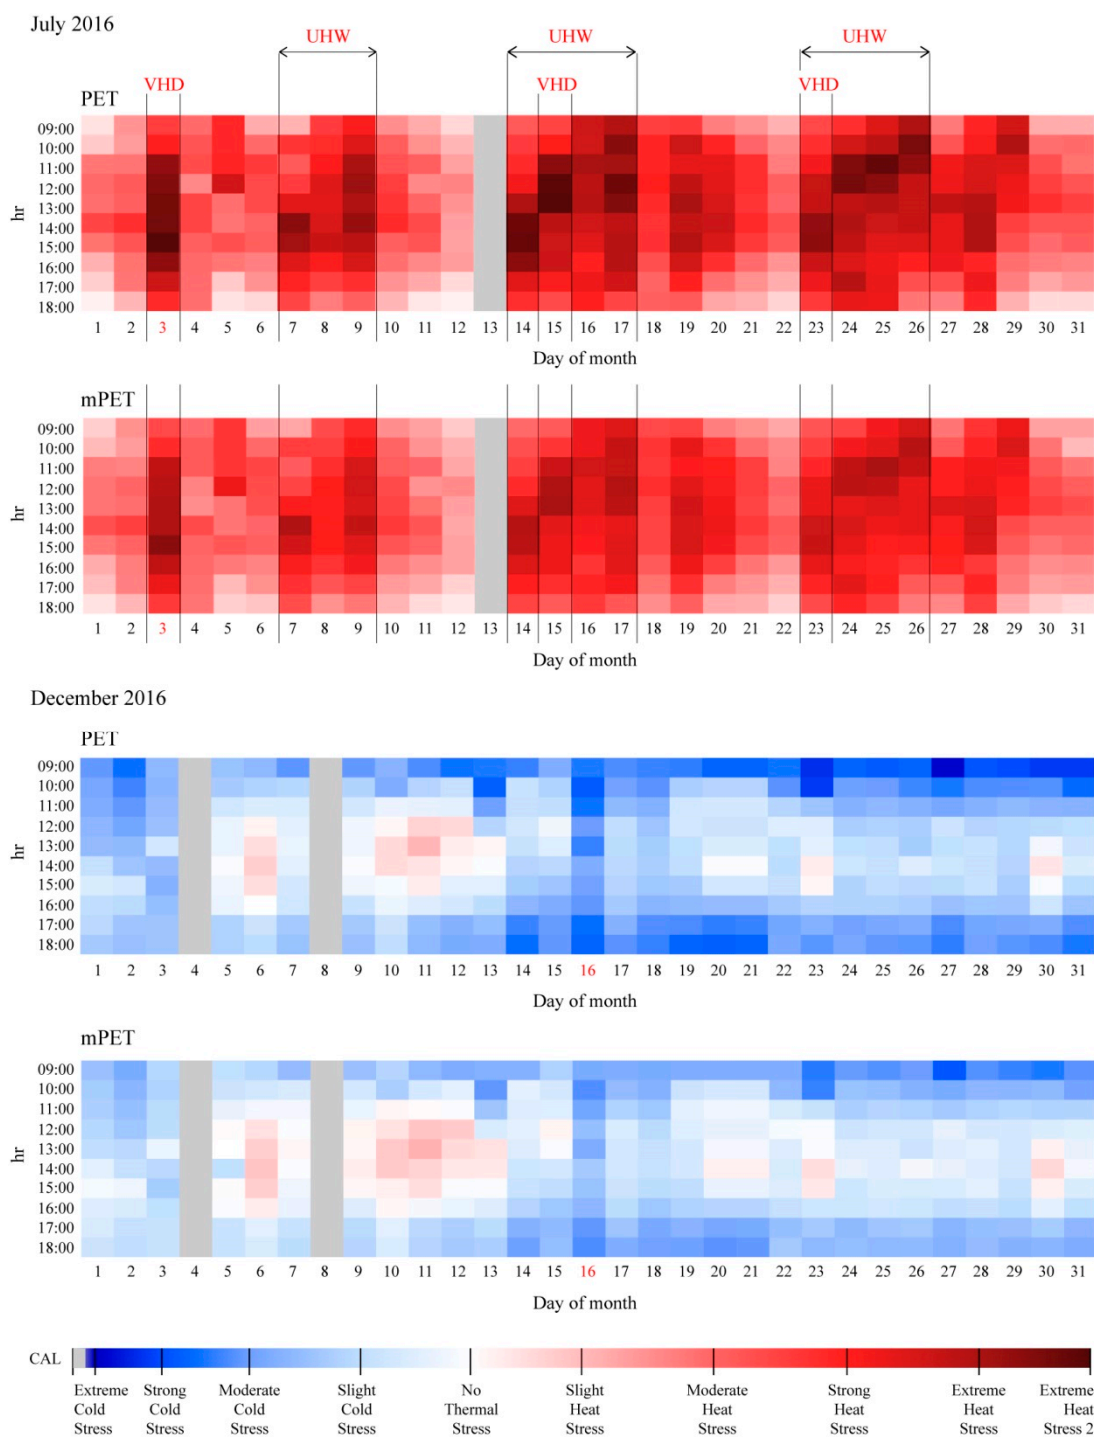 July 2016
UHW UHW UHW
VHD VHD VHD
PET
09:00
10:00
11:00
12:00
13:00
14:00
15:00
16:00
17:00
18:00
hr
1 2 3 4 5 6 7 8 9 10 11 12 13 14 15 16 17 18 19 20 21 22 23 24 25 26 27 28 29 30 31
Day of month
mPET
09:00
10:00
11:00
12:00
13:00
14:00
15:00
16:00
17:00
18:00
hr
1 2 3 4 5 6 7 8 9 10 11 12 13 14 15 16 17 18 19 20 21 22 23 24 25 26 27 28 29 30 31
Day of month
December 2016
PET
09:00
10:00
11:00
12:00
13:00
14:00
15:00
16:00
17:00
18:00
hr
1 2 3 4 5 6 7 8 9 10 11 12 13 14 15 16 17 18 19 20 21 22 23 24 25 26 27 28 29 30 31
Day of month
mPET
09:00
10:00
11:00
12:00
13:00
14:00
15:00
16:00
17:00
18:00
hr
1 2 3 4 5 6 7 8 9 10 11 12 13 14 15 16 17 18 19 20 21 22 23 24 25 26 27 28 29 30 31
Day of month
CAL
Extreme Strong Moderate Slight No Slight Moderate Strong Extreme Extreme
Cold Cold Cold Cold Thermal Heat Heat Heat Heat Heat
Stress Stress Stress Stress Stress Stress Stress Stress Stress Stress 2